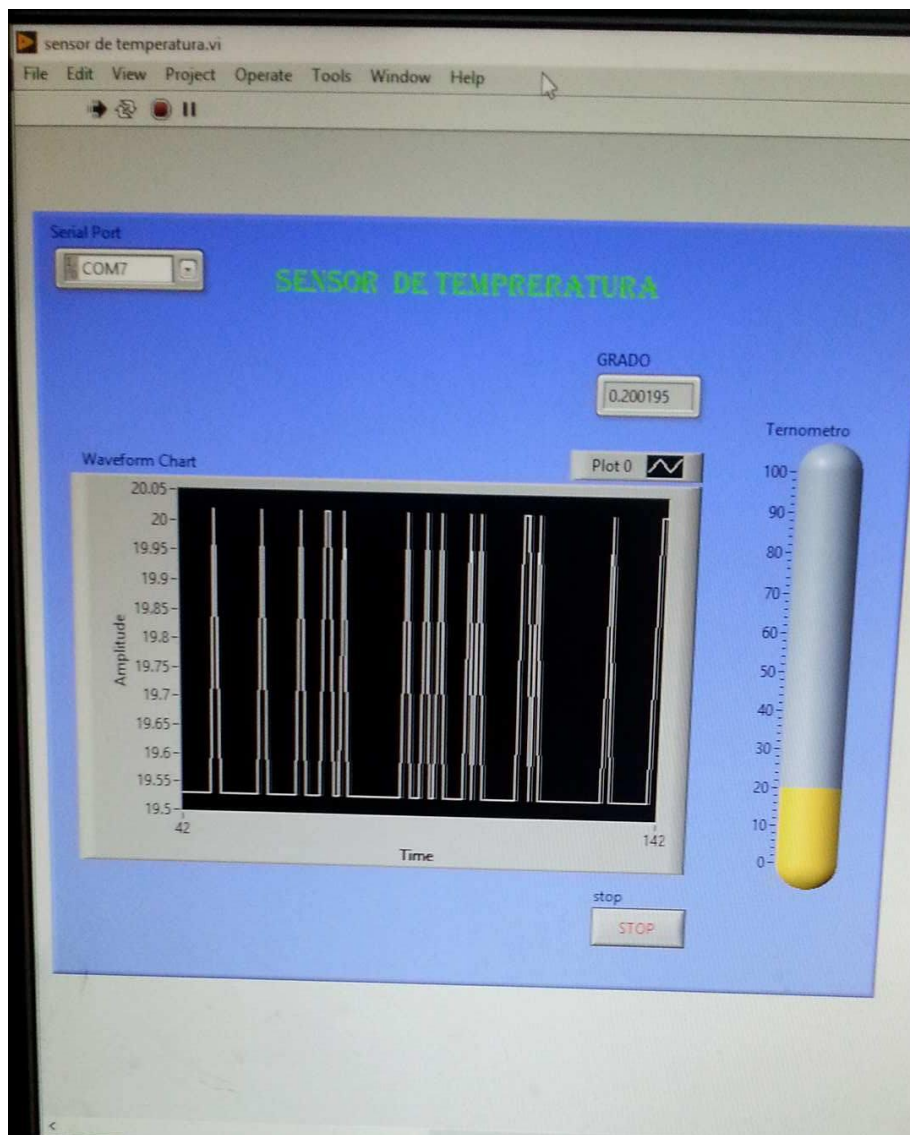 sensor de temperatura.vi
File Edit View Project Operate Tools Window Help
Serial Port
COM7
SENSOR DE TEMPRERATURA
GRADO
0.200195
Ternometro
Waveform Chart
Plot 0
20.05
20
19.95
19.9
19.85
19.8
19.75
19.7
19.65
19.6
19.55
19.5
Amplitude
42
142
Time
100
90
80
70
60
50
40
30
20
10
0
stop
STOP